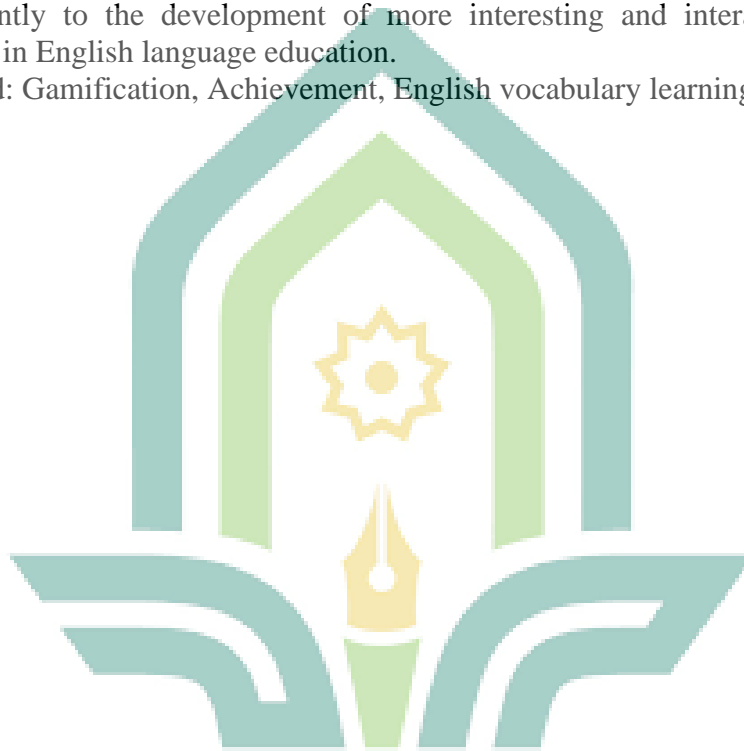 ntly to the development of more interesting and intera
in English language education.
d: Gamification, Achievement, English vocabulary learning